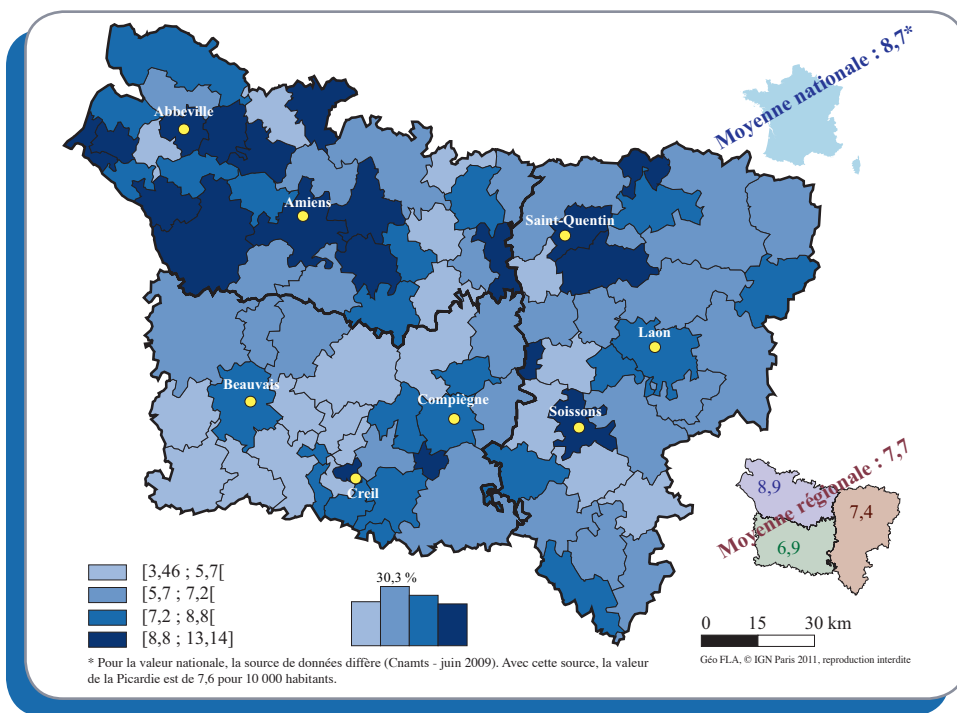 Moyenne nationale : 8,7*
Abbeville
Amiens
Saint-Quentin
Laon
Beauvais
Compiègne
Soissons
Creil
Moyenne régionale : 7,7
8,9
7,4
6,9
[3,46 ; 5,7[
[5,7 ; 7,2[
[7,2 ; 8,8[
[8,8 ; 13,14]
30,3 %
0 15 30 km
Géo FLA, © IGN Paris 2011, reproduction interdite
* Pour la valeur nationale, la source de données diffère (Cnamts - juin 2009). Avec cette source, la valeur
de la Picardie est de 7,6 pour 10 000 habitants.